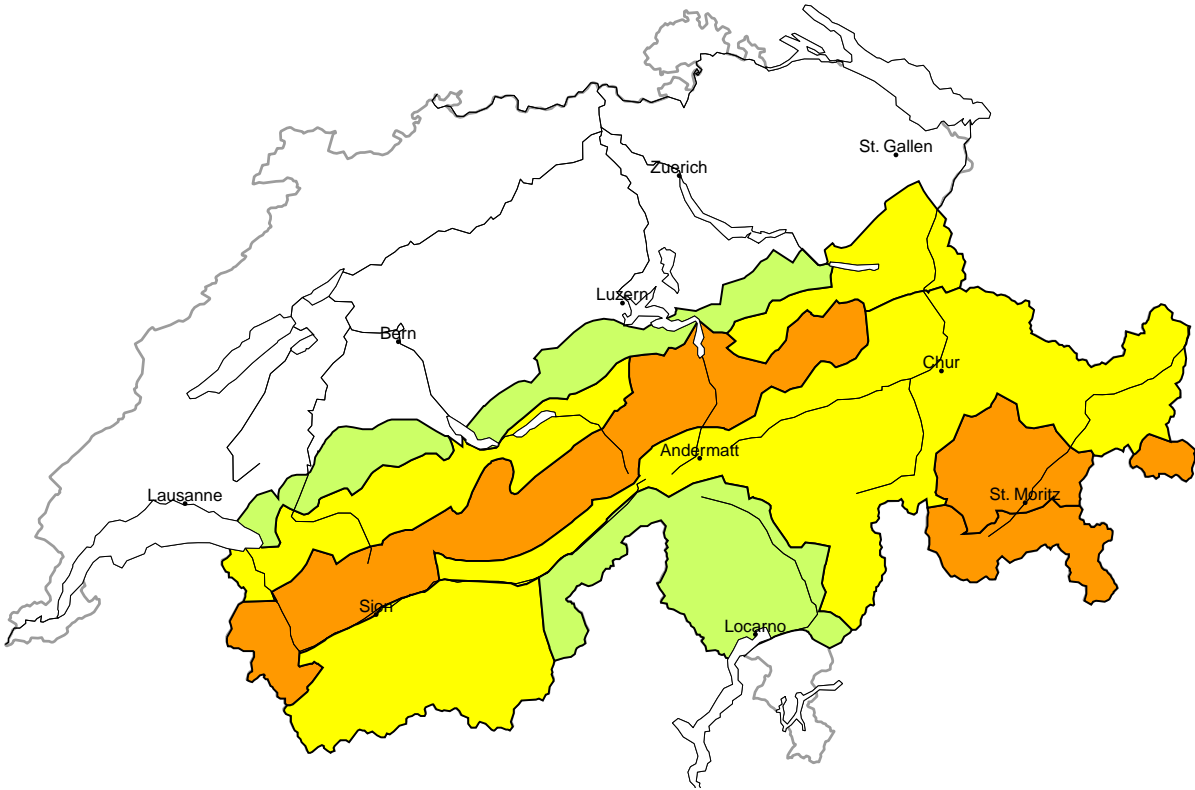 St. Gallen
Zuerich
Luzern
Bern
Chur
Andermatt
Lausanne
St. Moritz
Sion
Locarno